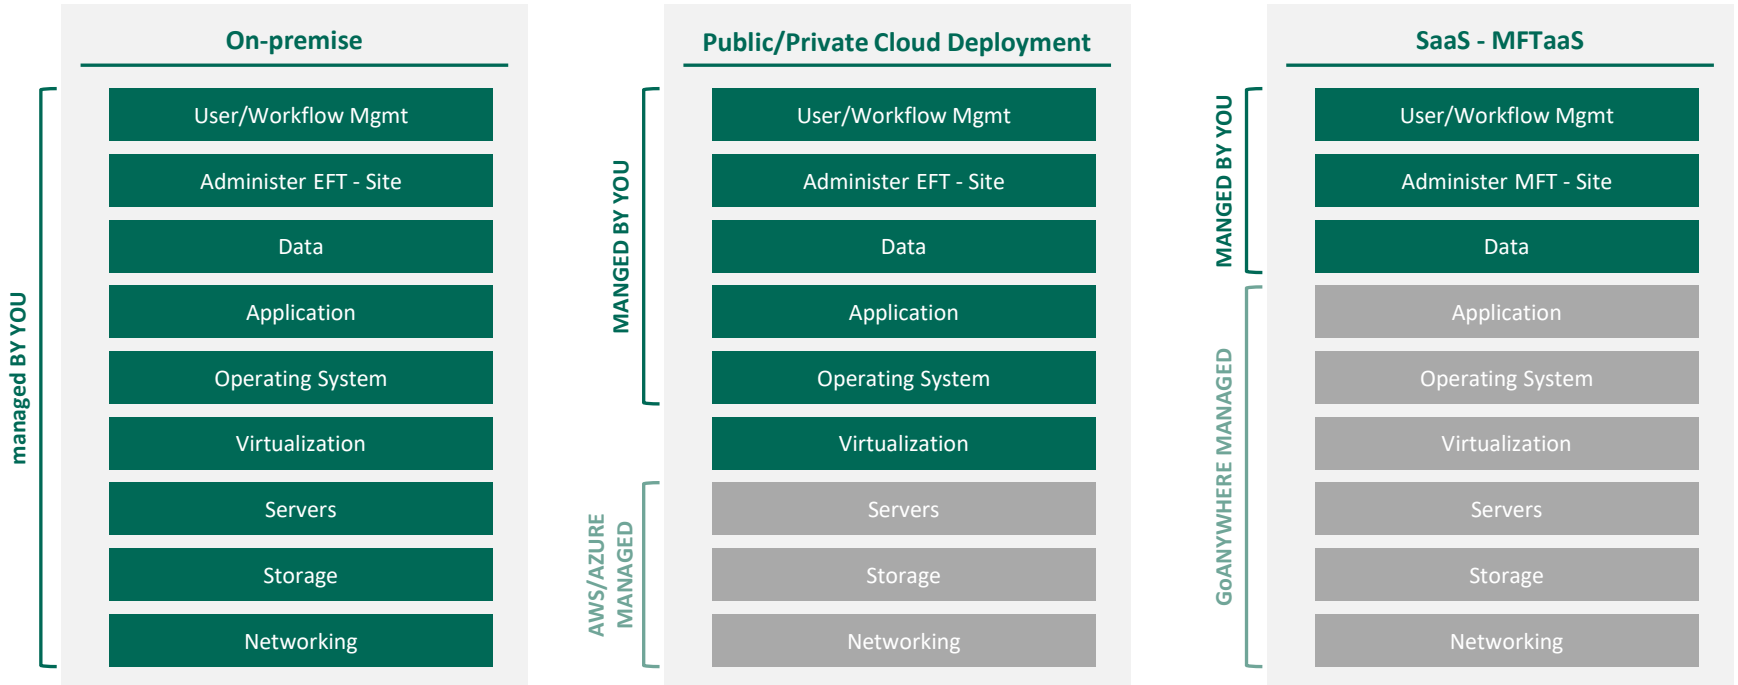 On-premise
managed BY YOU
User/Workflow Mgmt
Administer EFT - Site
Data
Application
Operating System
Virtualization
Servers
Storage
Networking
Public/Private Cloud Deployment
MANGED BY YOU
AWS/AZURE
MANAGED
User/Workflow Mgmt
Administer EFT - Site
Data
Application
Operating System
Virtualization
Servers
Storage
Networking
SaaS - MFTaaS
MANGED BY YOU
GoANYWHERE MANAGED
User/Workflow Mgmt
Administer MFT - Site
Data
Application
Operating System
Virtualization
Servers
Storage
Networking